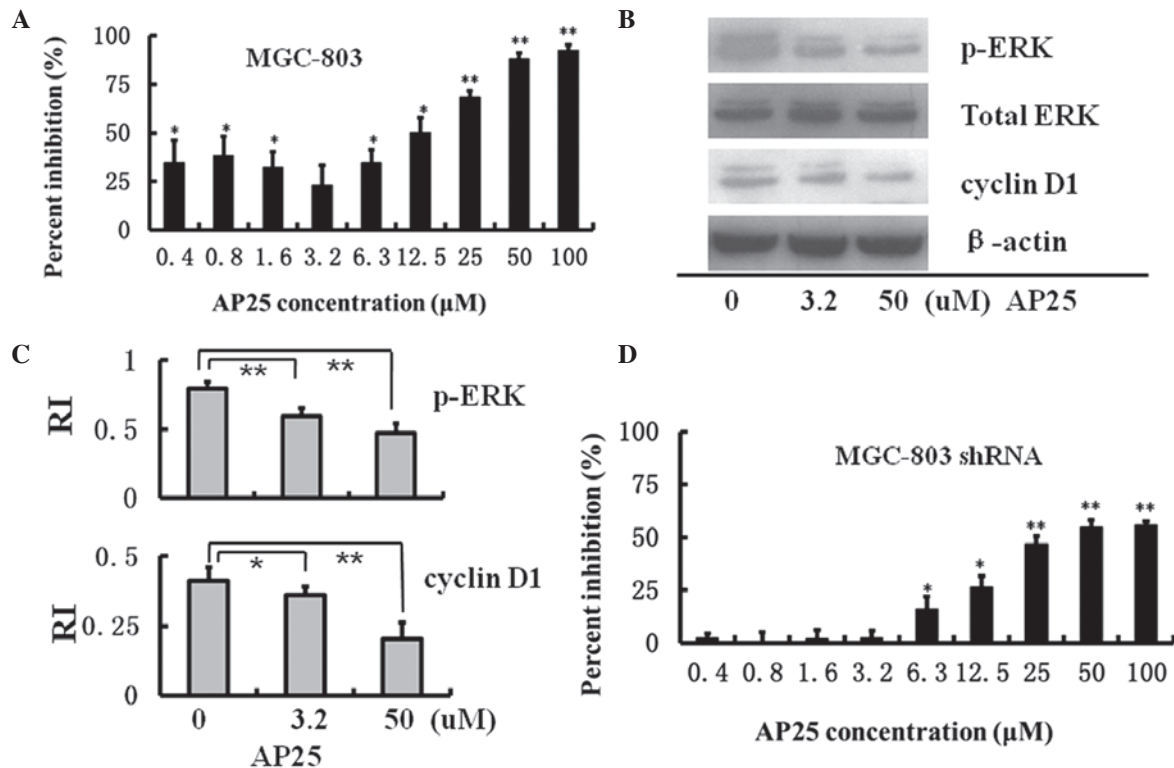 A
Percent inhibition (%)
100
75
50
25
0
MGC-803
*
*
*
*
*
**
**
**
0. 4
0. 8
1. 6
3. 2
6. 3
12. 5
25
50
100
AP25 concentration (μM)
B
p-ERK
Total ERK
cyclin D1
β -actin
0 3.2 50 (uM) AP25
C
RI
1
0. 5
0
**
**
p-ERK
RI
0. 5
0. 25
0
*
**
cyclin D1
0 3.2 50 (uM)
AP25
D
Percent inhibition (%)
100
75
50
25
0
MGC-803 shRNA
*
*
**
**
**
0. 4
0. 8
1. 6
3. 2
6. 3
12. 5
25
50
100
AP25 concentration (μM)